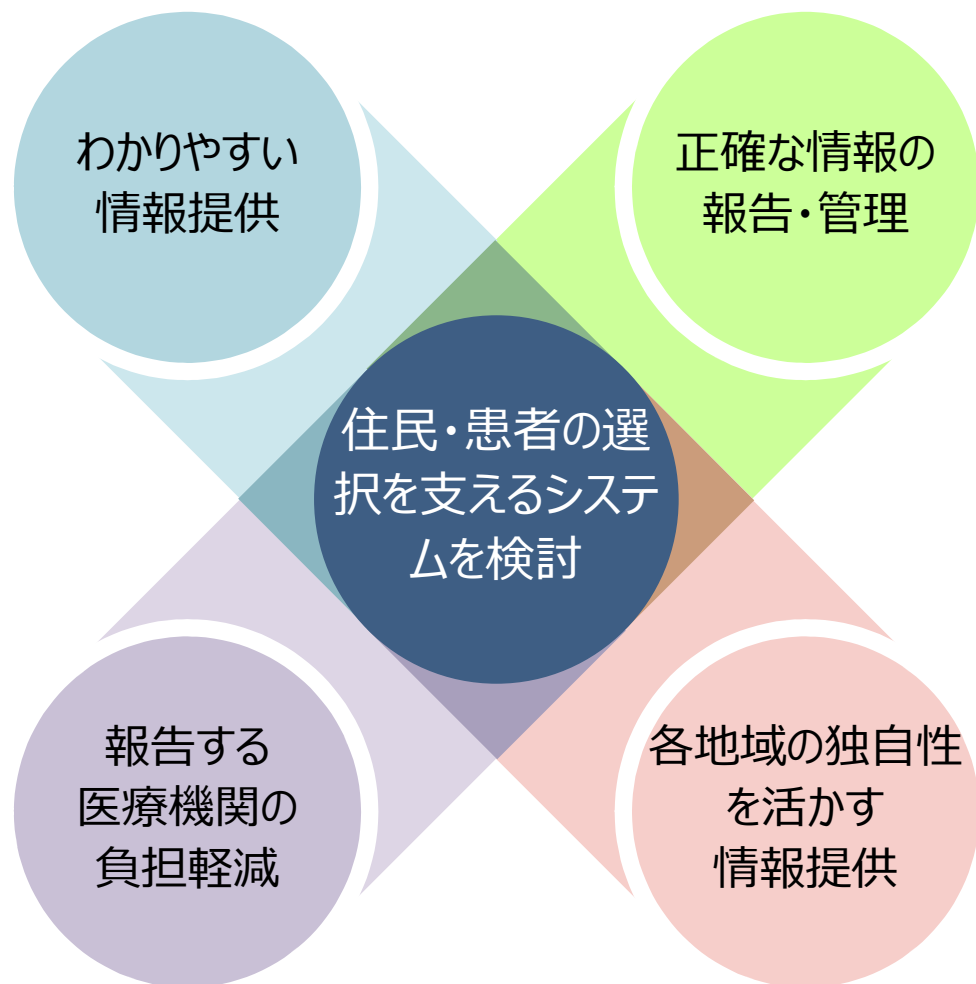 わかりやすい
情報提供
正確な情報の
報告・管理
住民・患者の選
択を支えるシステ
ムを検討
報告する
医療機関の
負担軽減
各地域の独自性
を活かす
情報提供